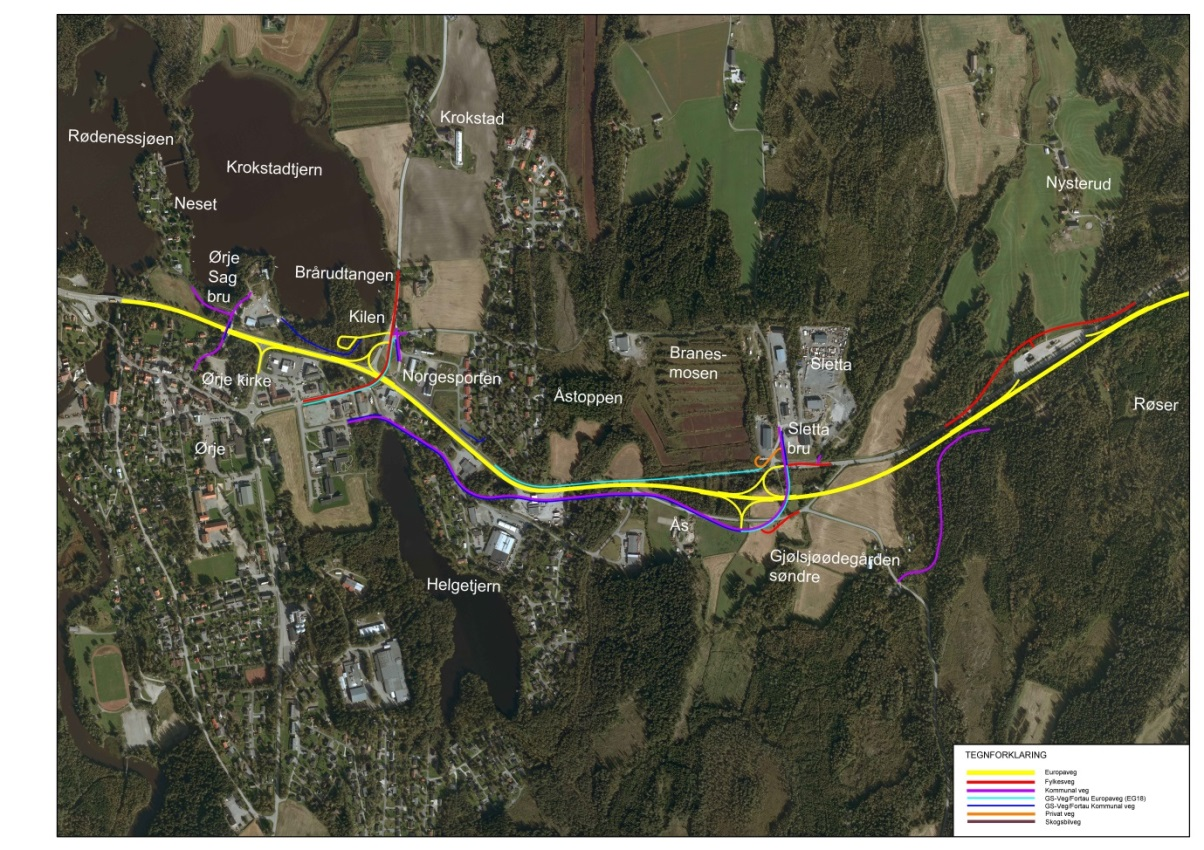 Krokstad
Rødenessjøen
Krokstadtjern
Nysterud
Neset
Ørje
Sag
bru
Brårudtangen
Kilen
Branes-
mosen
Sletta
Ørje kirke
Norgesporten
Åstoppen
Røser
Sletta
bru
Ørje
Ås
Gjølsjøødegården
søndre
Helgetjern
TEGNFORKLARING
Europaveg
Fylkesveg
Kommunal veg
GS-Veg/Fortau Europaveg (EG18)
GS-Veg/Fortau Kommunal veg
Privat veg
Skogsbilveg